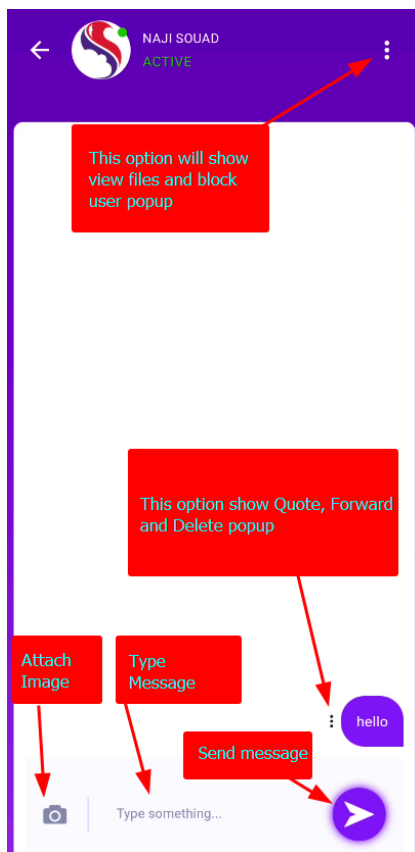 NAJI SOUAD
ACTIVE
This option will show
view files and block
user popup
This option show Quote, Forward
and Delete popup
Attach
Image
Type
Message
hello
Send message
Type something...